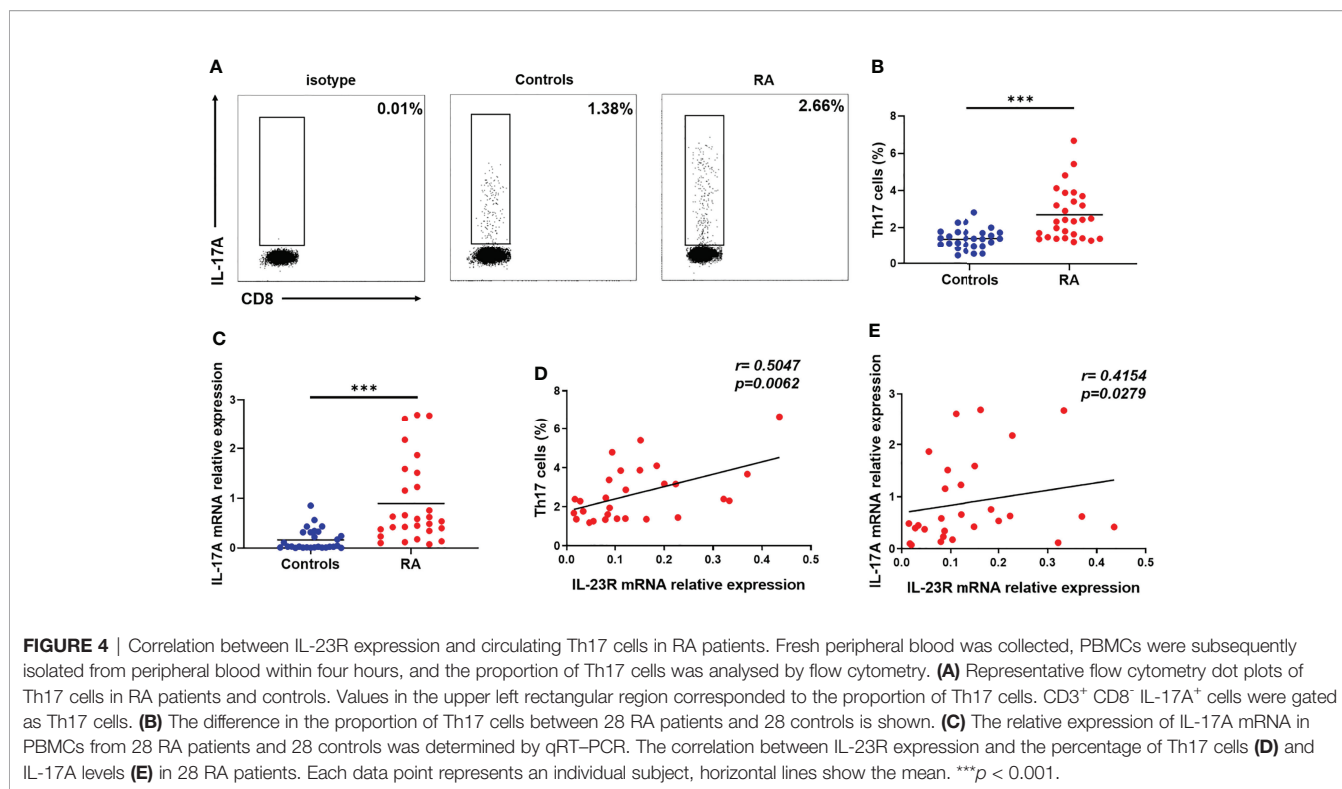 A
isotype
Controls
RA
0.01%
1.38%
2.66%
IL-17A
CD8
B
***
Th17 cells (%)
8
6
4
2
0
Controls
RA
C
***
IL-17A mRNA relative expression
3
2
1
0
Controls
RA
D
r= 0.5047
p=0.0062
Th17 cells (%)
8
6
4
2
0
0.0 0.1 0.2 0.3 0.4 0.5
IL-23R mRNA relative expression
E
r= 0.4154
p=0.0279
IL-17A mRNA relative expression
3
2
1
0
0.0 0.1 0.2 0.3 0.4 0.5
IL-23R mRNA relative expression
FIGURE 4 | Correlation between IL-23R expression and circulating Th17 cells in RA patients. Fresh peripheral blood was collected, PBMCs were subsequently
isolated from peripheral blood within four hours, and the proportion of Th17 cells was analysed by flow cytometry. (A) Representative flow cytometry dot plots of
Th17 cells in RA patients and controls. Values in the upper left rectangular region corresponded to the proportion of Th17 cells. CD3⁺ CD8⁻ IL-17A⁺ cells were gated
as Th17 cells. (B) The difference in the proportion of Th17 cells between 28 RA patients and 28 controls is shown. (C) The relative expression of IL-17A mRNA in
PBMCs from 28 RA patients and 28 controls was determined by qRT–PCR. The correlation between IL-23R expression and the percentage of Th17 cells (D) and
IL-17A levels (E) in 28 RA patients. Each data point represents an individual subject, horizontal lines show the mean. ***p < 0.001.